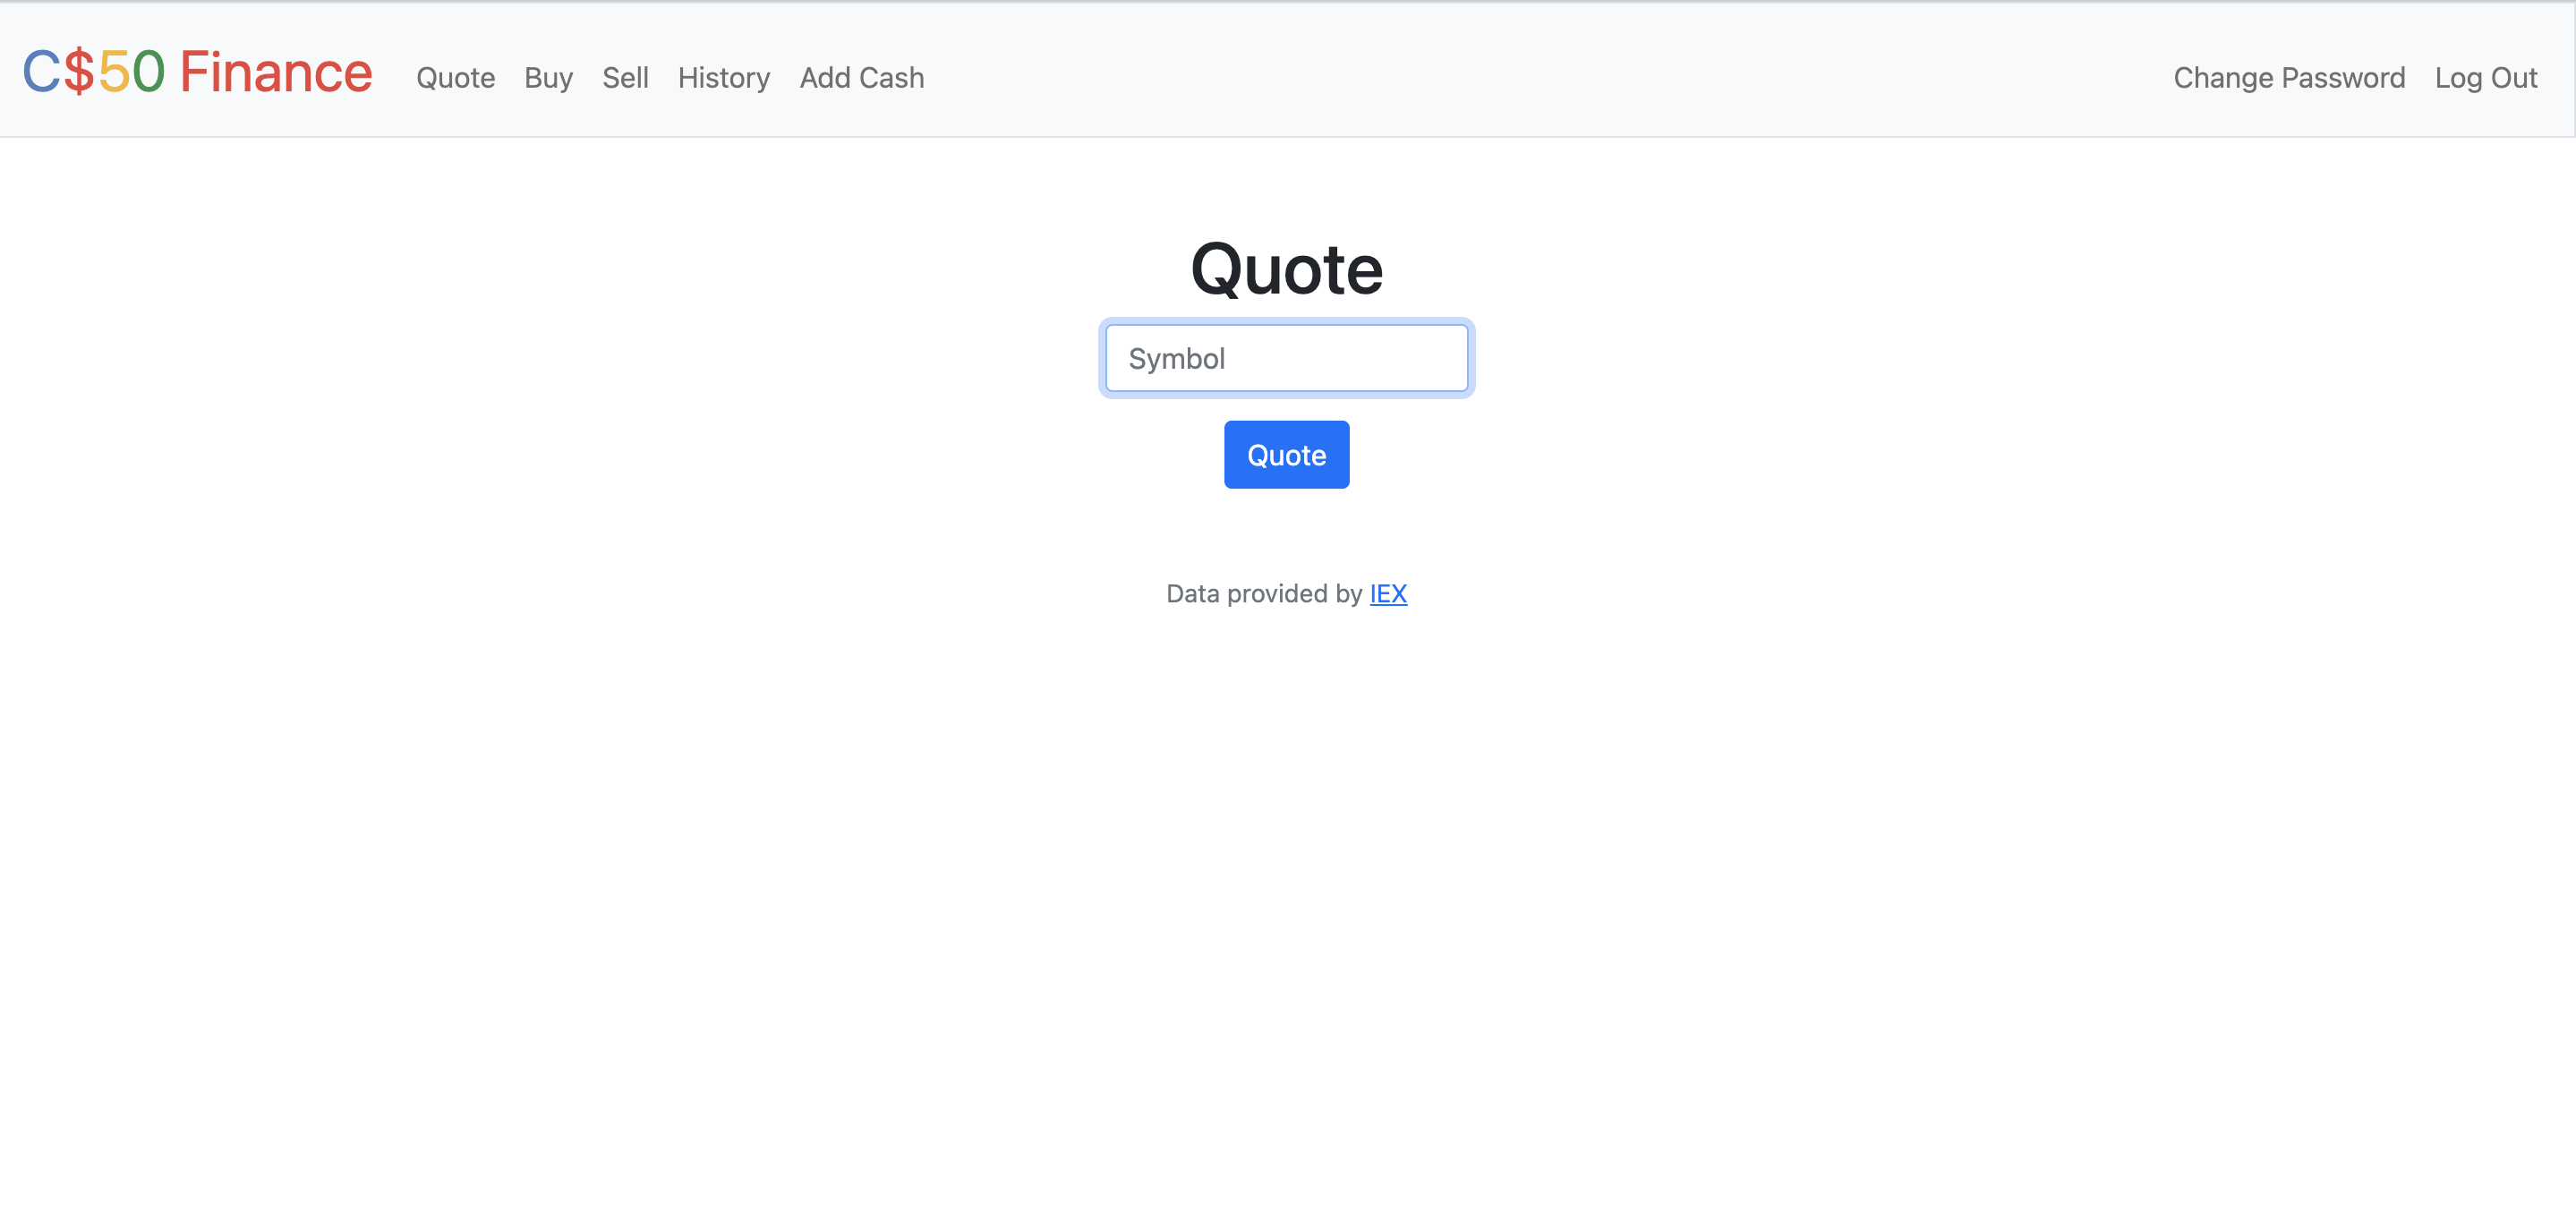 C$50 Finance Quote Buy Sell History Add Cash Change Password Log Out
Quote
Symbol
Quote
Data provided by IEX